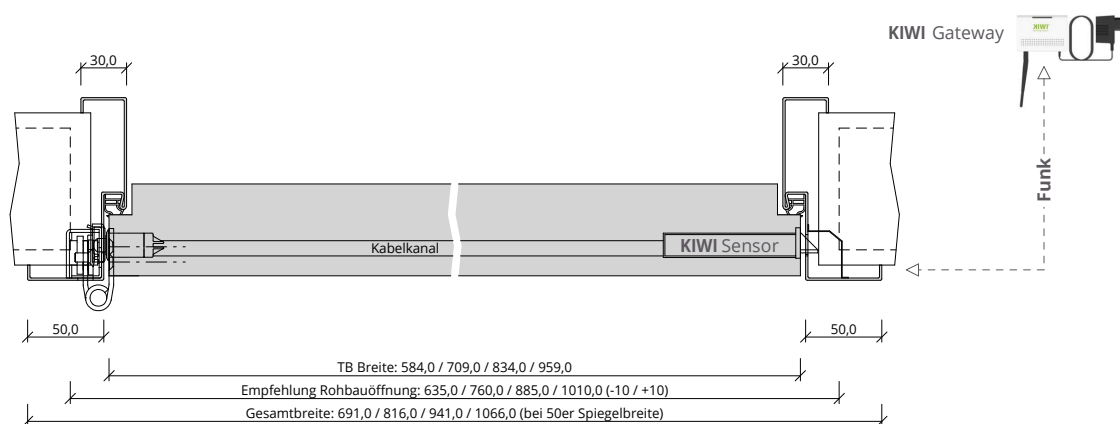 KIWI Gateway
KIWI
30,0
30,0
Funk
Kabelkanal
KIWI Sensor
50,0
50,0
TB Breite: 584,0 / 709,0 / 834,0 / 959,0
Empfehlung Rohbauöffnung: 635,0 / 760,0 / 885,0 / 1010,0 (-10 / +10)
Gesamtbreite: 691,0 / 816,0 / 941,0 / 1066,0 (bei 50er Spiegelbreite)